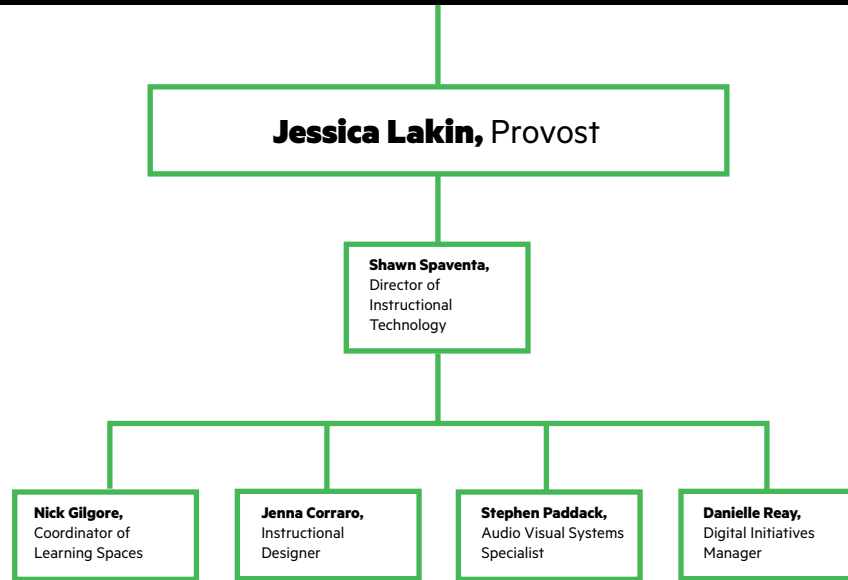 Jessica Lakin, Provost
Shawn Spaventa,
Director of
Instructional
Technology
Nick Gilgore,
Coordinator of
Learning Spaces
Jenna Corraro,
Instructional
Designer
Stephen Paddack,
Audio Visual Systems
Specialist
Danielle Reay,
Digital Initiatives
Manager